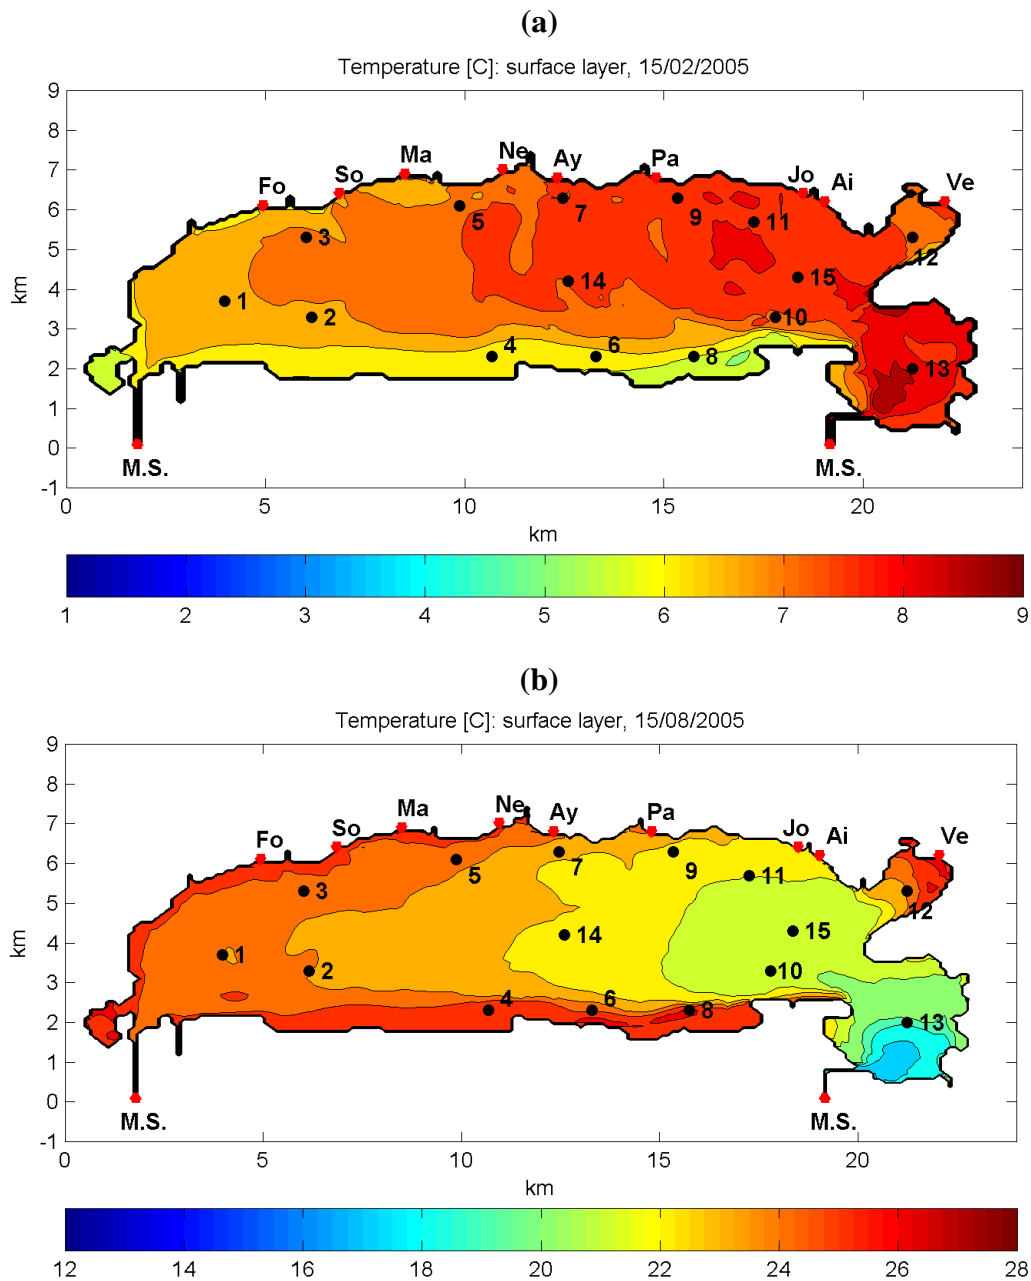 (a)
Temperature [C]: surface layer, 15/02/2005
9
8
7
6
5
4
3
2
1
0
-1
km
Fo So Ma Ne Ay Pa Jo Ai Ve
1 2 3 4 5 6 7 8 9 10 11 12 13 14 15
M.S. M.S.
0 5 10 15 20
km
1 2 3 4 5 6 7 8 9
(b)
Temperature [C]: surface layer, 15/08/2005
9
8
7
6
5
4
3
2
1
0
-1
km
Fo So Ma Ne Ay Pa Jo Ai Ve
1 2 3 4 5 6 7 8 9 10 11 12 13 14 15
M.S. M.S.
0 5 10 15 20
km
12 14 16 18 20 22 24 26 28